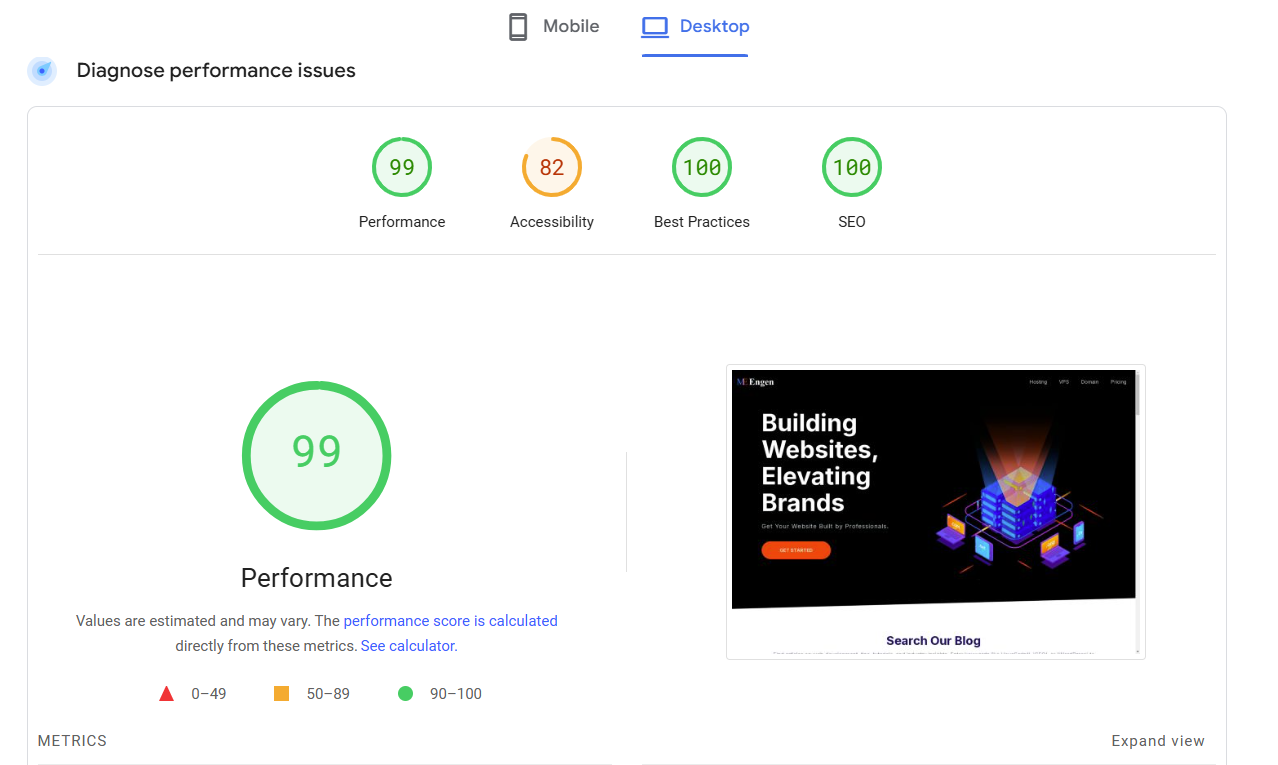 Mobile
Desktop
Diagnose performance issues
99
82
100
100
Performance
Accessibility
Best Practices
SEO
99
Performance
Values are estimated and may vary. The performance score is calculated
directly from these metrics. See calculator.
0–49
50–89
90–100
Engen
Hosting
VPS
Domain
Pricing
Building
Websites,
Elevating
Brands
Get Your Website Built by Professionals.
GET STARTED
Search Our Blog
METRICS
Expand view